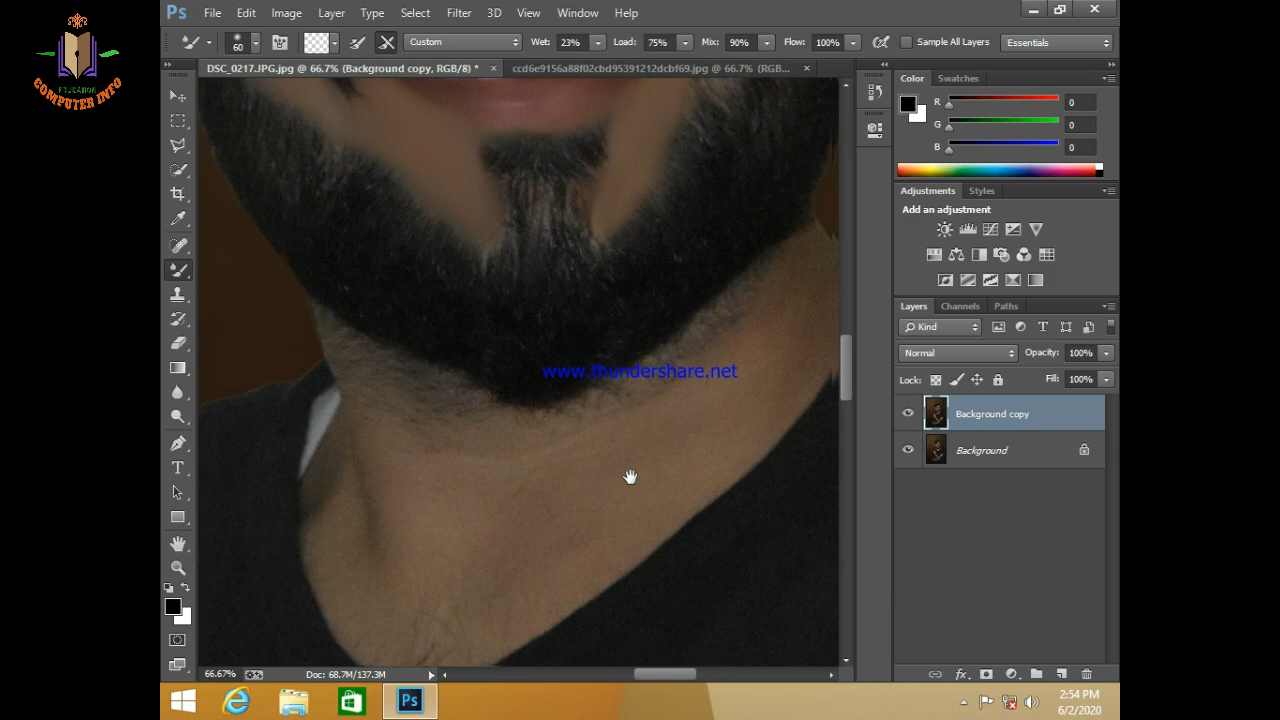 Ps File Edit Image Layer Type Select Filter 3D View Window Help
60 Custom Wet: 23% Load: 75% Mix: 90% Flow: 100% Sample All Layers Essentials
DSC_0217.JPG.jpg @ 66.7% (Background copy, RGB/8) * × ccd6e9156a88f02cbd95391212dcbf69.jpg @ 66.7% (RGB... ×
EDUCATION
COMPUTER INFO
Color Swatches
R 0
G 0
B 0
Adjustments Styles
Add an adjustment
Layers Channels Paths
Kind
Normal Opacity: 100%
Lock: Fill: 100%
Background copy
Background
www.thundershare.net
66.67% Doc: 68.7M/137.3M
Ps
2:54 PM
6/2/2020